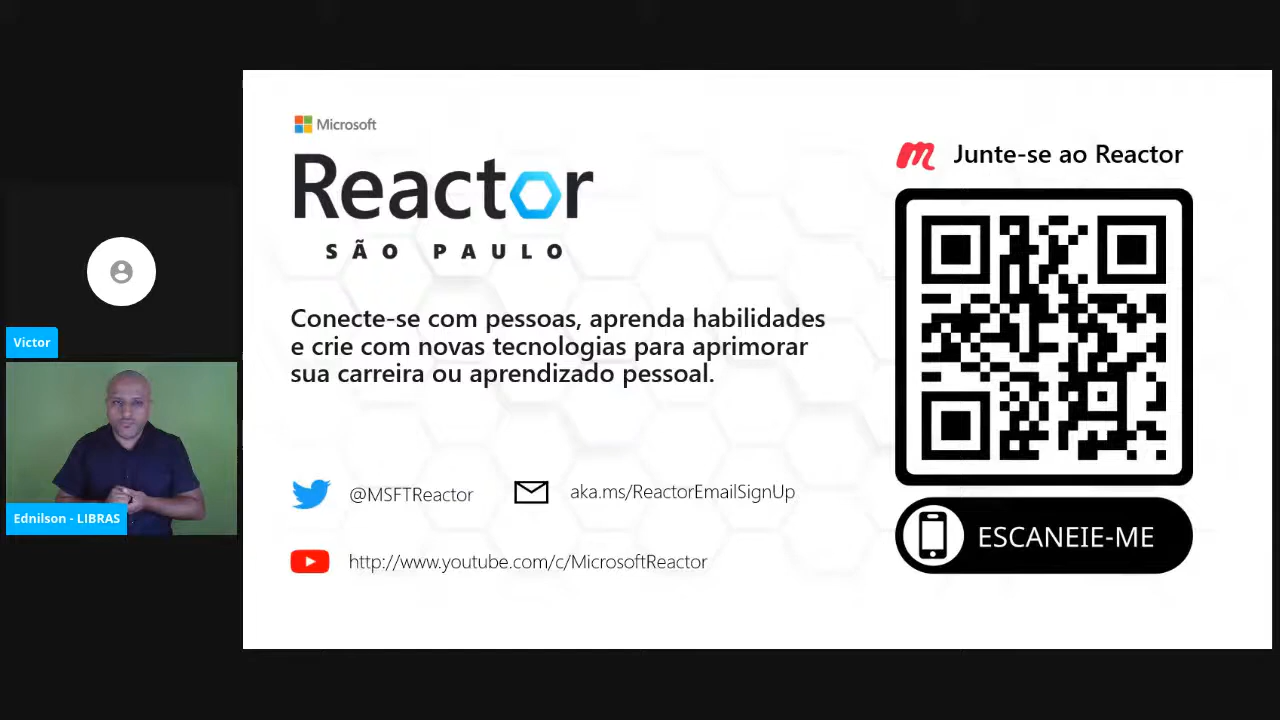 Microsoft
Reactor
SÃO PAULO
Conecte-se com pessoas, aprenda habilidades
e crie com novas tecnologias para aprimorar
sua carreira ou aprendizado pessoal.
@MSFTReactor
aka.ms/ReactorEmailSignUp
http://www.youtube.com/c/MicrosoftReactor
Junte-se ao Reactor
ESCANEIE-ME
Victor
Ednilson - LIBRAS